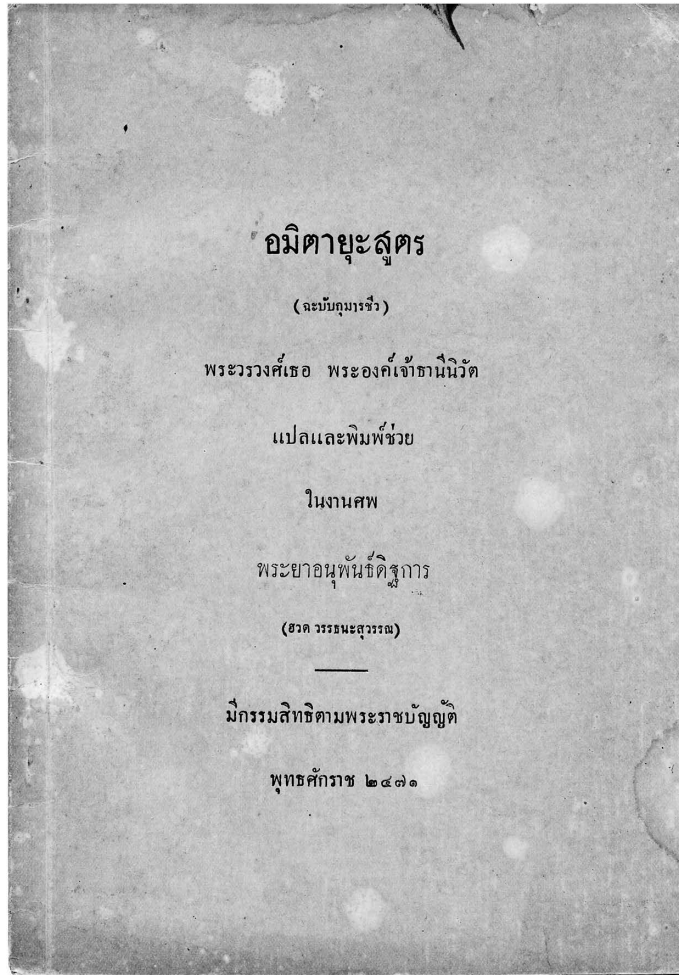 อมิตายุะสูตร
(ฉะบับกุมารชีว)
พระวรวงศ์เธอ พระองค์เจ้าธานีนิวัต
แปลและพิมพ์ช่วย
ในงานศพ
พระยาอนุพันธ์ดิฐการ
(ฮวด วรรธนะสุวรรณ)
มีกรรมสิทธิตามพระราชบัญญัติ
พุทธศักราช ๒๔๗๑